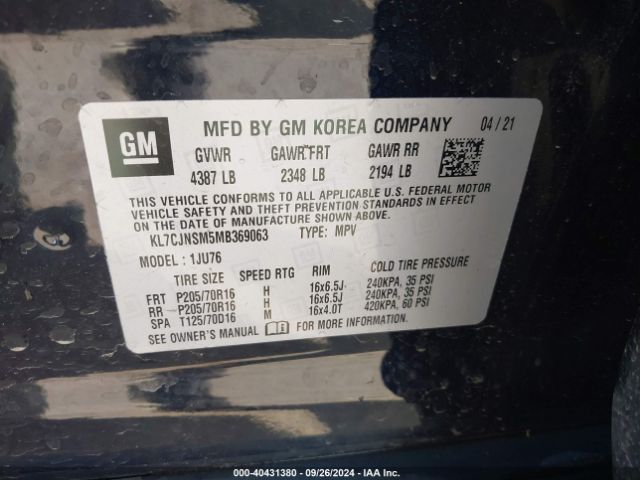 GM
MFD BY GM KOREA COMPANY 04 / 21
GVWR GAWR FRT GAWR RR
4387 LB 2348 LB 2194 LB
THIS VEHICLE CONFORMS TO ALL APPLICABLE U.S. FEDERAL MOTOR
VEHICLE SAFETY AND THEFT PREVENTION STANDARDS IN EFFECT
ON THE DATE OF MANUFACTURE SHOWN ABOVE.
KL7CJNSM5MB369063 TYPE: MPV
MODEL : 1JU76
TIRE SIZE SPEED RTG RIM COLD TIRE PRESSURE
FRT P205/70R16 H 16x6.5J 240KPA, 35 PSI
RR P205/70R16 H 16x6.5J 240KPA, 35 PSI
SPA T125/70D16 M 16x4.0T 420KPA, 60 PSI
SEE OWNER'S MANUAL FOR MORE INFORMATION.
000-40431380 - 09/26/2024 - IAA Inc.